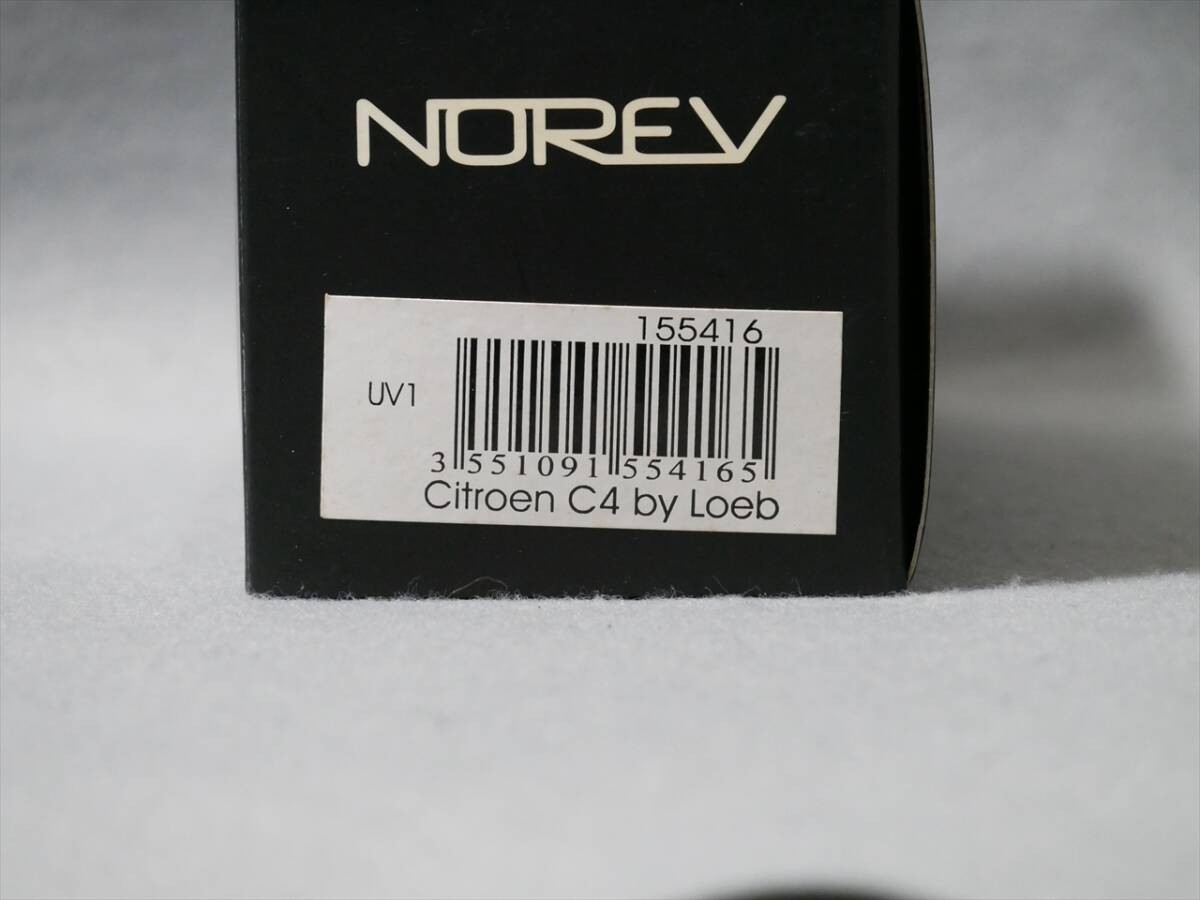 NOREV
155416
UV1
3 551091 554165
Citroen C4 by Loeb